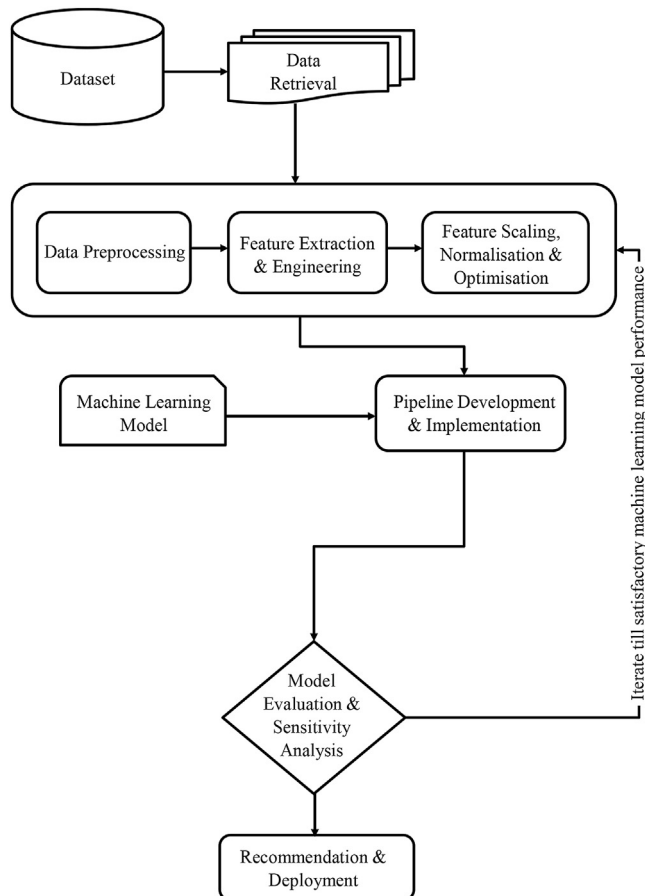 Dataset
Data
Retrieval
Data Preprocessing
Feature Extraction
& Engineering
Feature Scaling,
Normalisation &
Optimisation
Iterate till satisfactory machine learning model performance
Machine Learning
Model
Pipeline Development
& Implementation
Model
Evaluation &
Sensitivity
Analysis
Recommendation &
Deployment